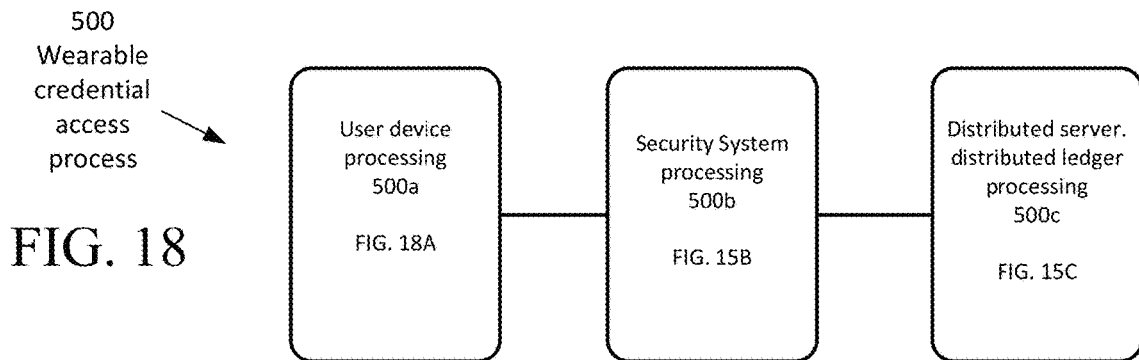 500
Wearable
credential
access
process
FIG. 18
User device
processing
500a
FIG. 18A
Security System
processing
500b
FIG. 15B
Distributed server.
distributed ledger
processing
500c
FIG. 15C